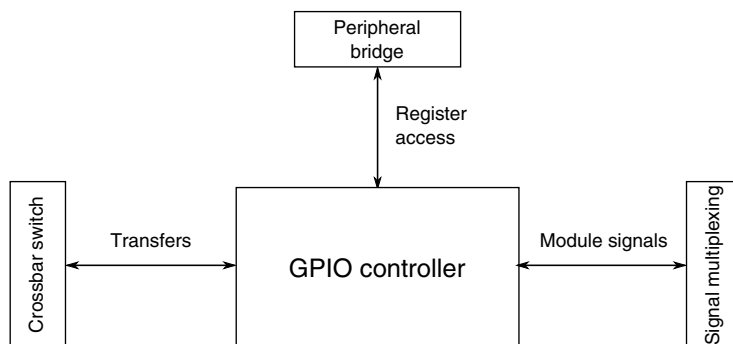 Peripheral
bridge
Register
access
Crossbar switch
Transfers
GPIO controller
Module signals
Signal multiplexing